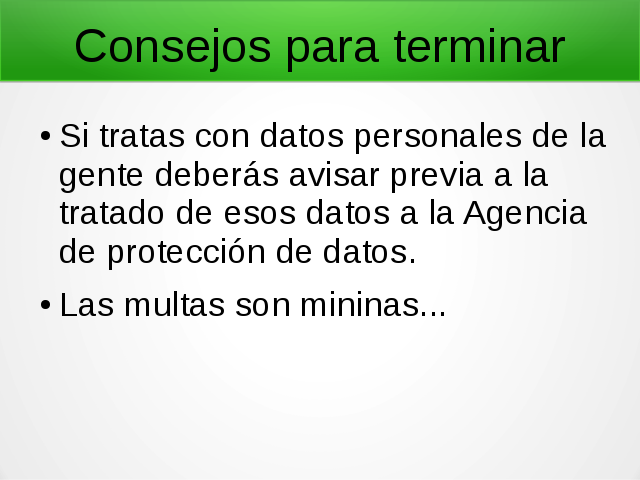 Consejos para terminar
• Si tratas con datos personales de la
gente deberás avisar previa a la
tratado de esos datos a la Agencia
de protección de datos.
• Las multas son mininas...